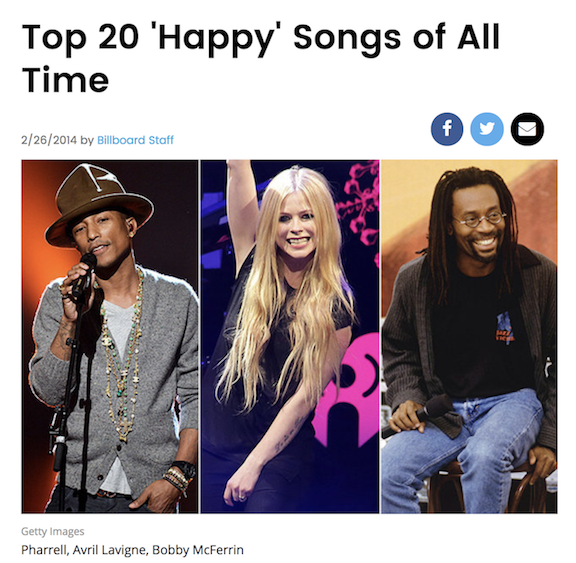 Top 20 'Happy' Songs of All
Time
2/26/2014 by Billboard Staff
Getty Images
Pharrell, Avril Lavigne, Bobby McFerrin